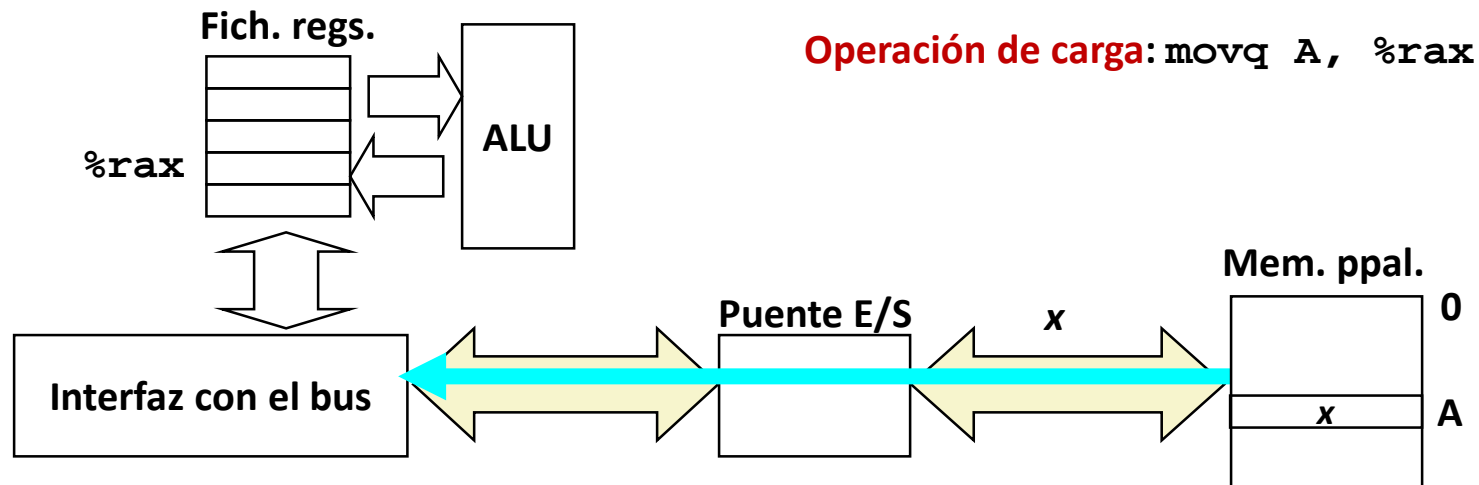 Fich. regs.
Operación de carga: movq A, %rax
ALU
%rax
Mem. ppal.
0
Puente E/S
x
Interfaz con el bus
x
A